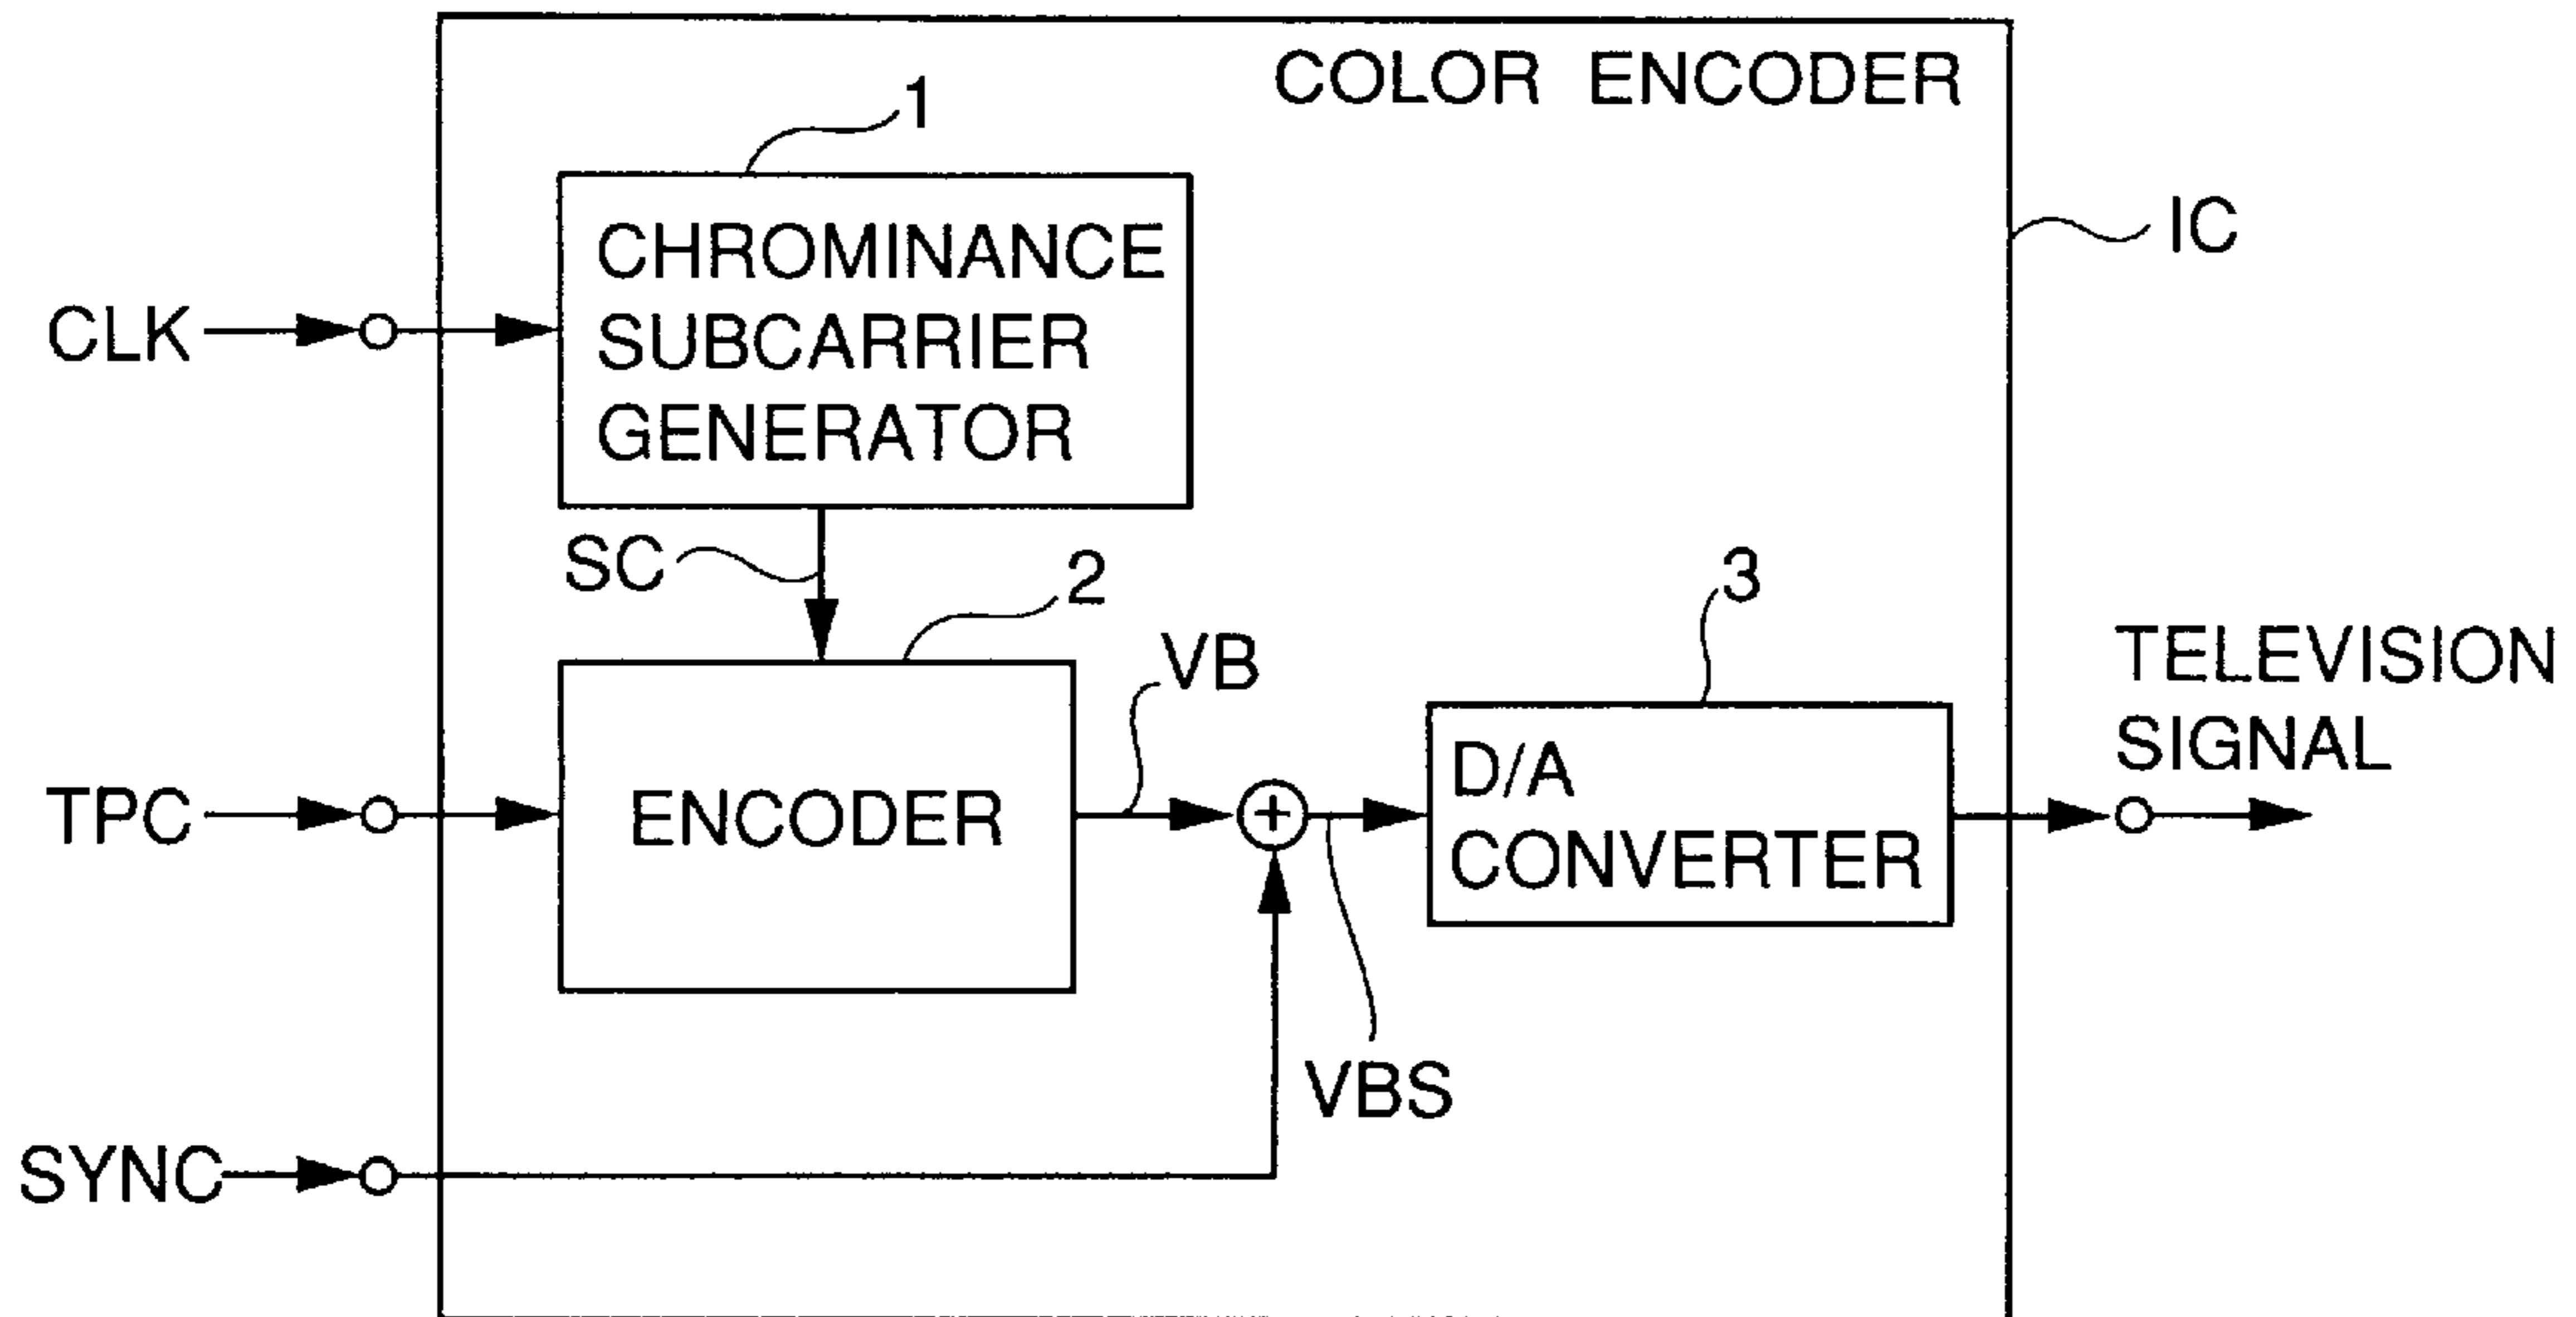 COLOR ENCODER
1
CHROMINANCE
SUBCARRIER
GENERATOR
IC
CLK
SC
2
3
VB
TELEVISION
SIGNAL
TPC
ENCODER
+
D/A
CONVERTER
VBS
SYNC